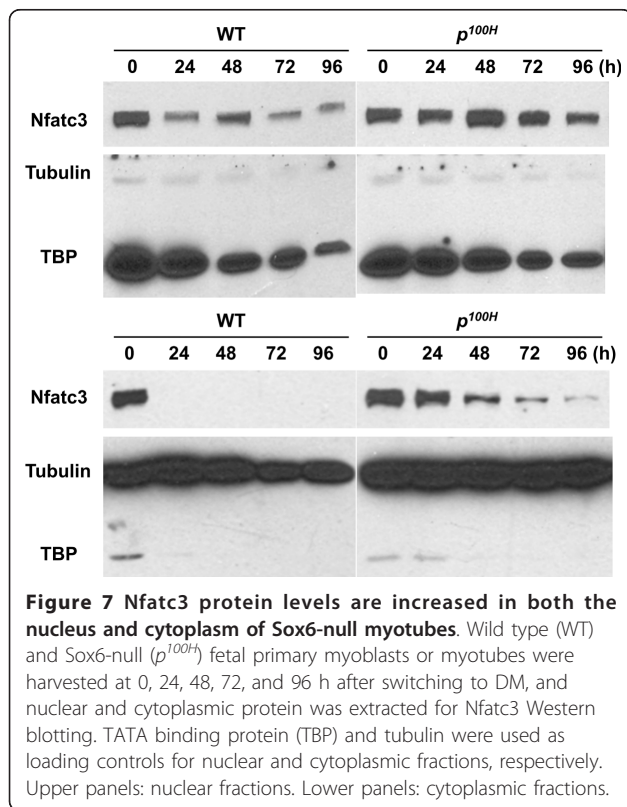 WT p100H
0 24 48 72 96 0 24 48 72 96 (h)
Nfatc3
Tubulin
TBP
WT p100H
0 24 48 72 96 0 24 48 72 96 (h)
Nfatc3
Tubulin
TBP
Figure 7 Nfatc3 protein levels are increased in both the
nucleus and cytoplasm of Sox6-null myotubes. Wild type (WT)
and Sox6-null (p100H) fetal primary myoblasts or myotubes were
harvested at 0, 24, 48, 72, and 96 h after switching to DM, and
nuclear and cytoplasmic protein was extracted for Nfatc3 Western
blotting. TATA binding protein (TBP) and tubulin were used as
loading controls for nuclear and cytoplasmic fractions, respectively.
Upper panels: nuclear fractions. Lower panels: cytoplasmic fractions.